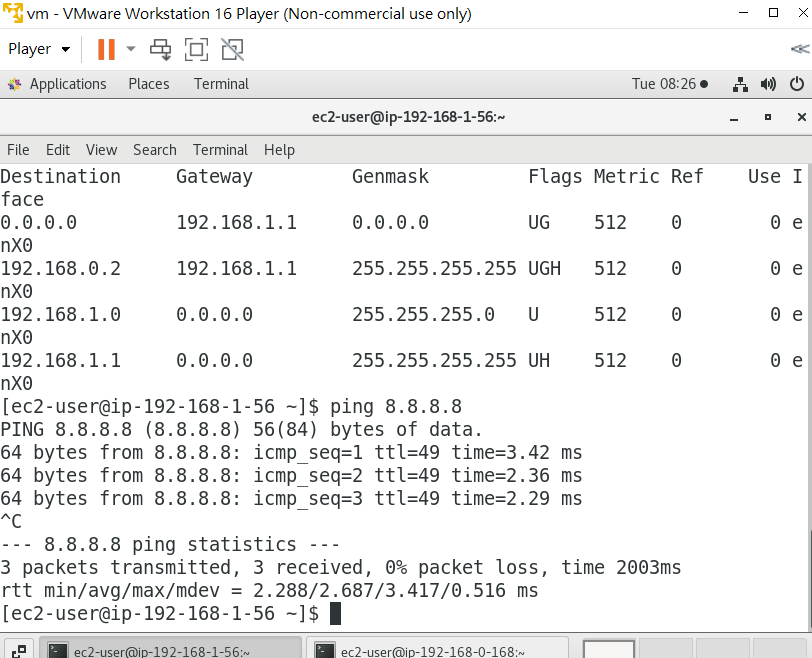 vm - VMware Workstation 16 Player (Non-commercial use only)
Player
Applications Places Terminal Tue 08:26
ec2-user@ip-192-168-1-56:~
File Edit View Search Terminal Help
Destination     Gateway         Genmask         Flags Metric Ref    Use I
face
0.0.0.0         192.168.1.1     0.0.0.0         UG    512    0        0 e
nX0
192.168.0.2     192.168.1.1     255.255.255.255 UGH   512    0        0 e
nX0
192.168.1.0     0.0.0.0         255.255.255.0   U     512    0        0 e
nX0
192.168.1.1     0.0.0.0         255.255.255.255 UH    512    0        0 e
nX0
[ec2-user@ip-192-168-1-56 ~]$ ping 8.8.8.8
PING 8.8.8.8 (8.8.8.8) 56(84) bytes of data.
64 bytes from 8.8.8.8: icmp_seq=1 ttl=49 time=3.42 ms
64 bytes from 8.8.8.8: icmp_seq=2 ttl=49 time=2.36 ms
64 bytes from 8.8.8.8: icmp_seq=3 ttl=49 time=2.29 ms
^C
--- 8.8.8.8 ping statistics ---
3 packets transmitted, 3 received, 0% packet loss, time 2003ms
rtt min/avg/max/mdev = 2.288/2.687/3.417/0.516 ms
[ec2-user@ip-192-168-1-56 ~]$
ec2-user@ip-192-168-1-56:~ ec2-user@ip-192-168-0-168:~